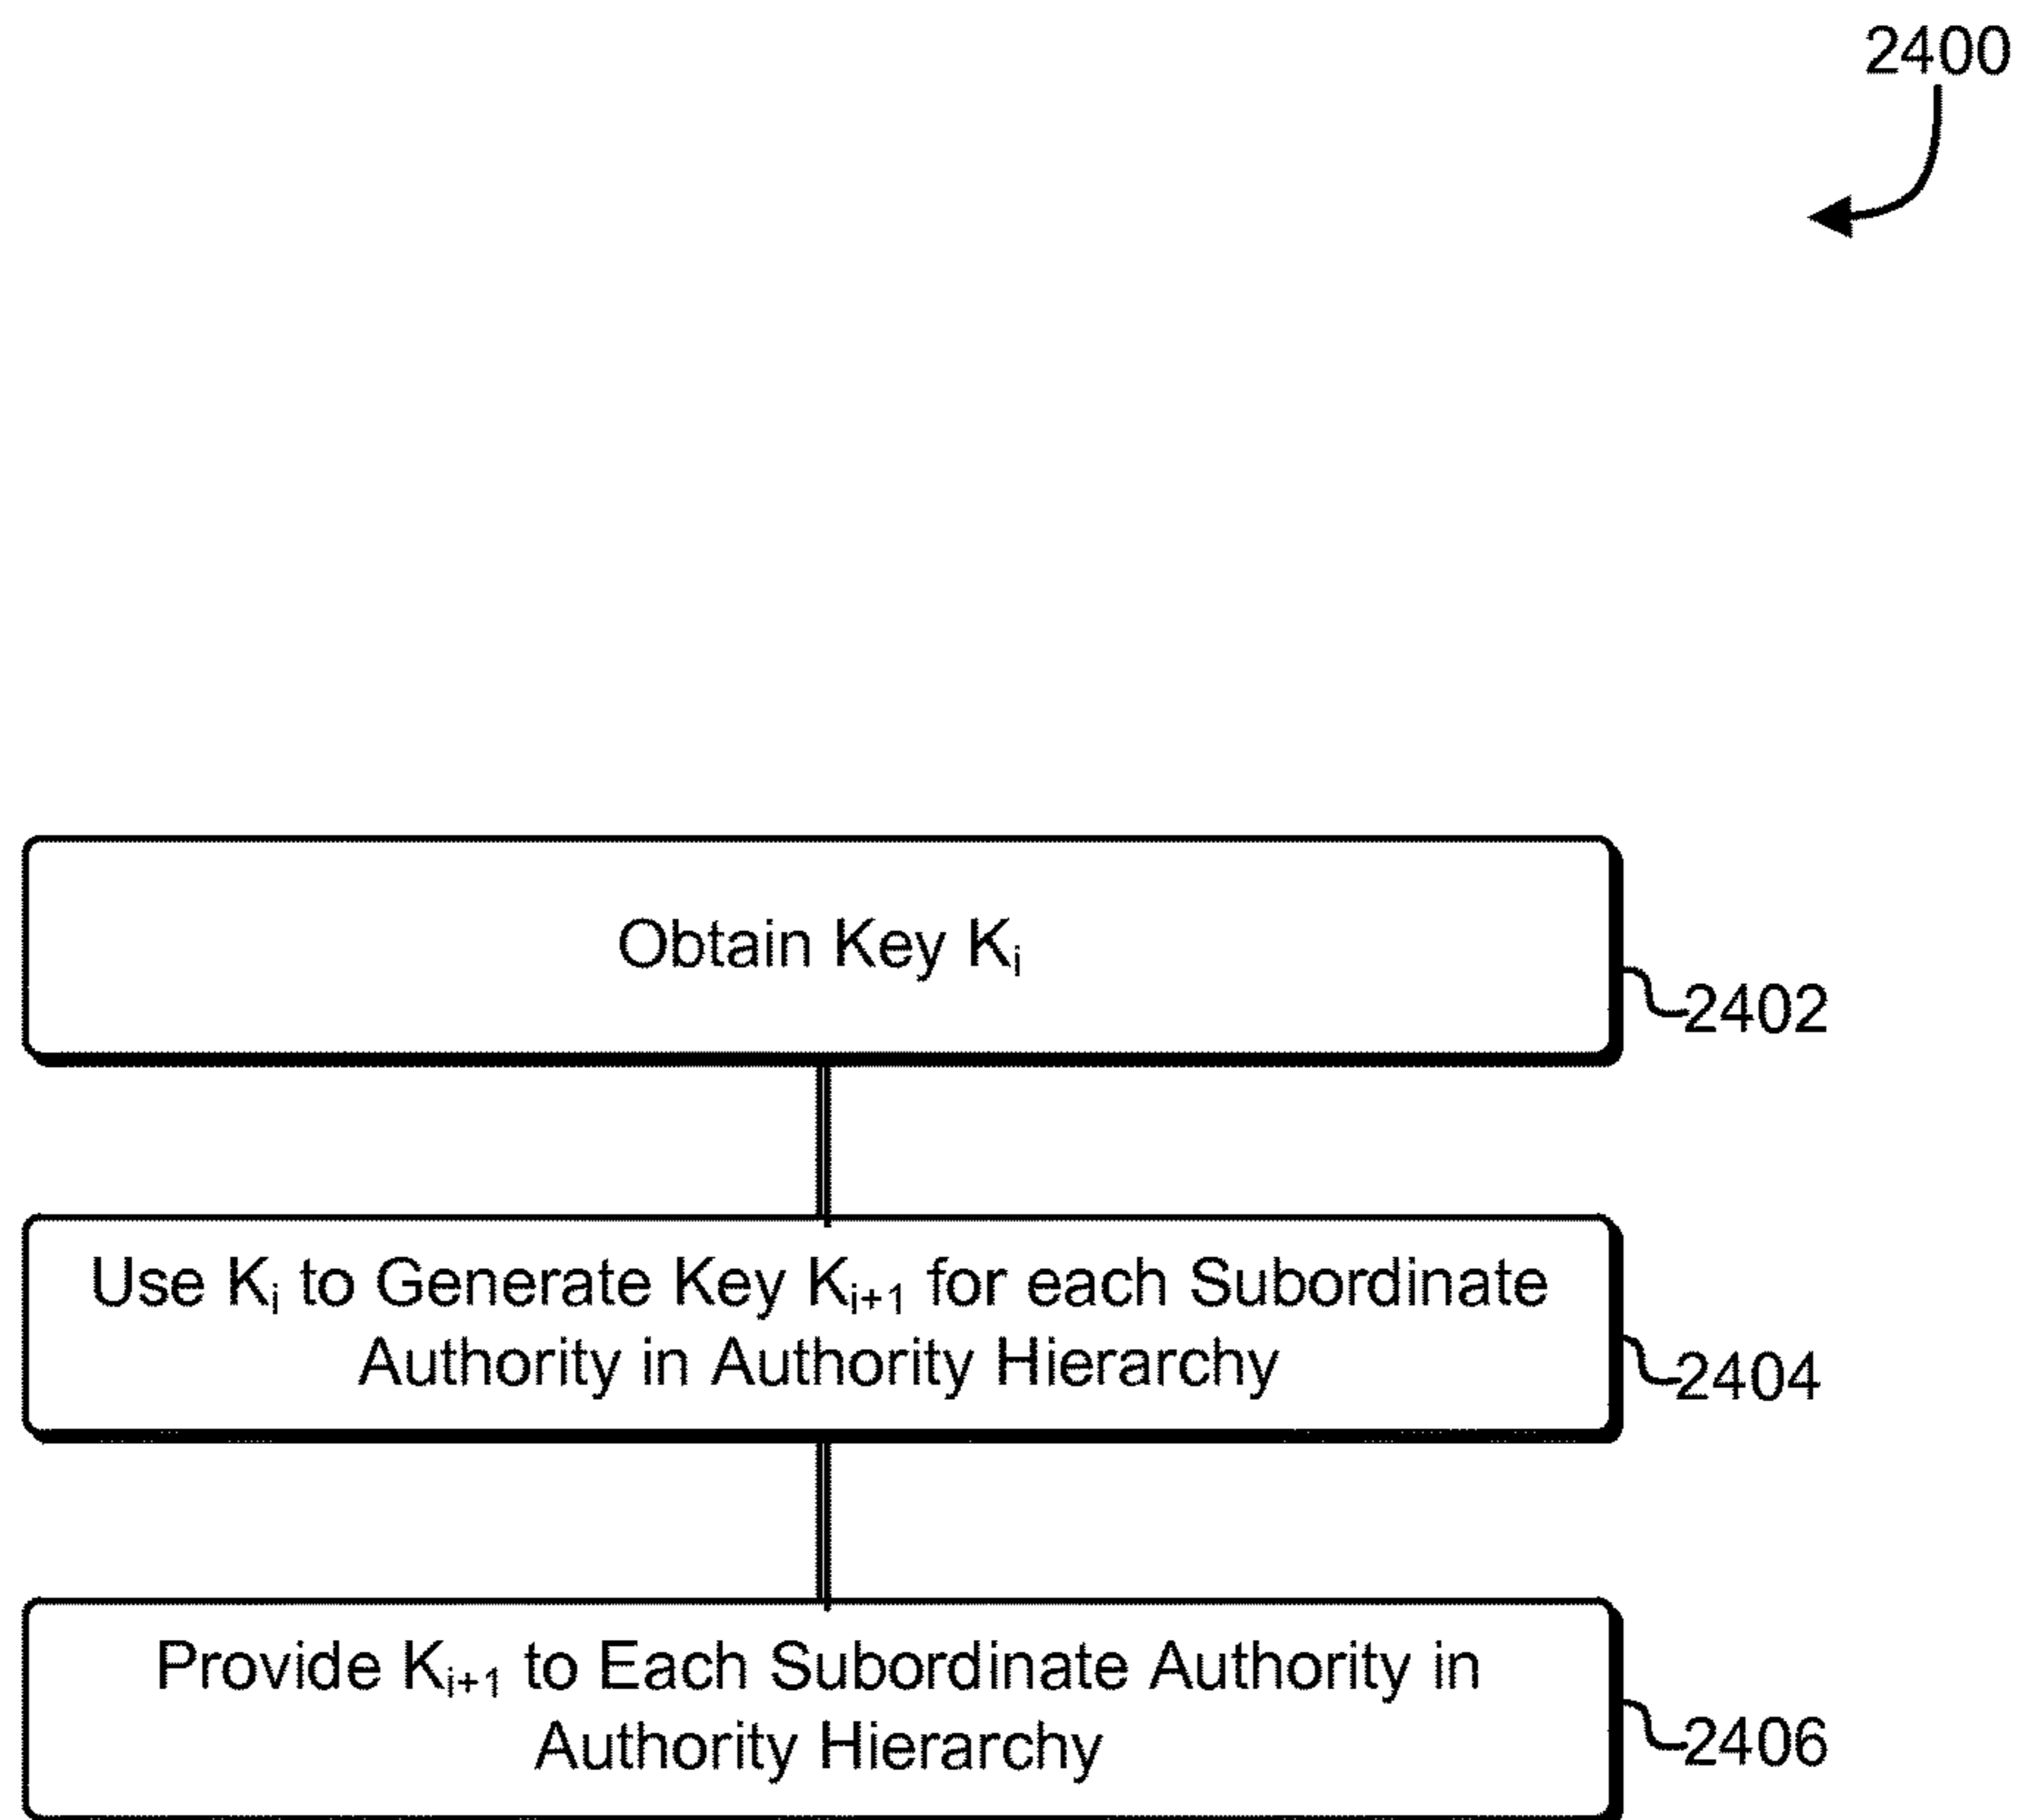 2400
Obtain Key Kᵢ
2402
Use Kᵢ to Generate Key Kᵢ₊₁ for each Subordinate
Authority in Authority Hierarchy
2404
Provide Kᵢ₊₁ to Each Subordinate Authority in
Authority Hierarchy
2406